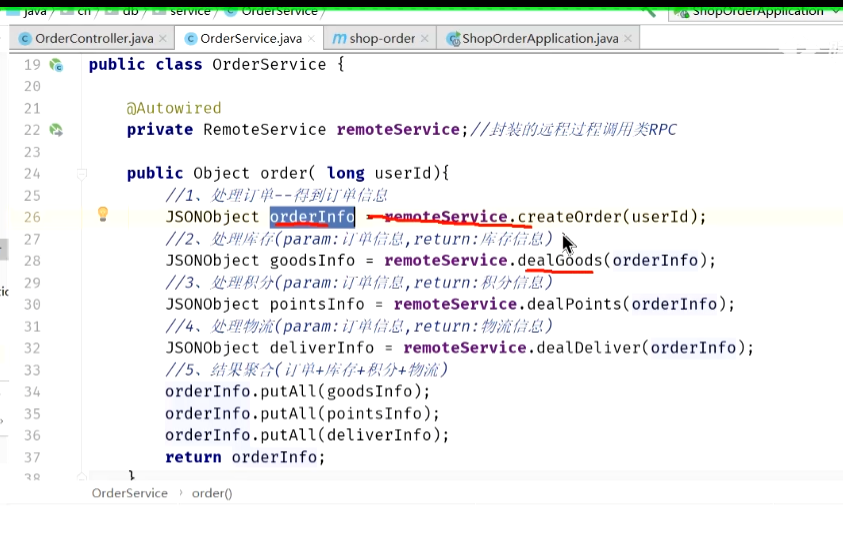 java cn db service OrderService ShopOrderApplication
OrderController.java × OrderService.java × m shop-order × ShopOrderApplication.java ×
19 public class OrderService {
20
21 @Autowired
22 private RemoteService remoteService;//封装的远程过程调用类RPC
23
24 public Object order( long userId){
25 //1、处理订单--得到订单信息
26 JSONObject orderInfo = remoteService.createOrder(userId);
27 //2、处理库存(param:订单信息,return:库存信息)
28 JSONObject goodsInfo = remoteService.dealGoods(orderInfo);
29 //3、处理积分(param:订单信息,return:积分信息)
30 JSONObject pointsInfo = remoteService.dealPoints(orderInfo);
31 //4、处理物流(param:订单信息,return:物流信息)
32 JSONObject deliverInfo = remoteService.dealDeliver(orderInfo);
33 //5、结果聚合(订单+库存+积分+物流)
34 orderInfo.putAll(goodsInfo);
35 orderInfo.putAll(pointsInfo);
36 orderInfo.putAll(deliverInfo);
37 return orderInfo;
38 }
OrderService › order()